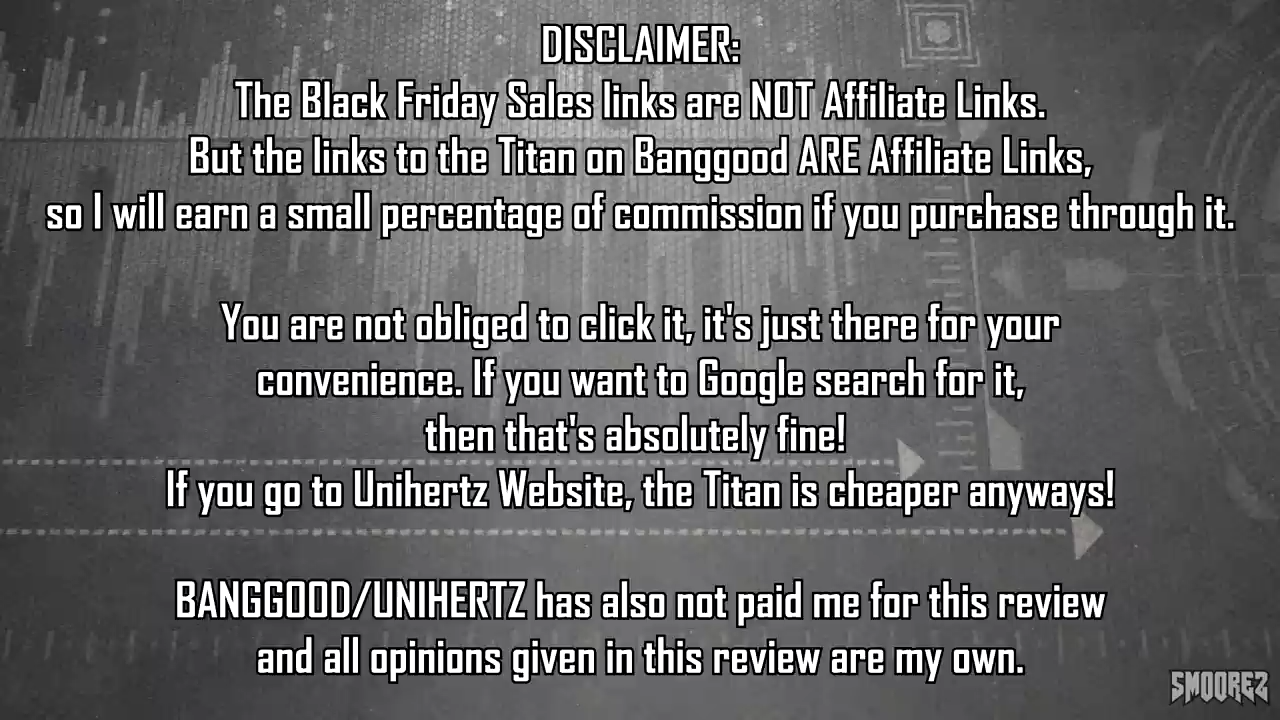 DISCLAIMER:
The Black Friday Sales links are NOT Affiliate Links.
But the links to the Titan on Banggood ARE Affiliate Links,
so I will earn a small percentage of commission if you purchase through it.
You are not obliged to click it, it's just there for your
convenience. If you want to Google search for it,
then that's absolutely fine!
If you go to Unihertz Website, the Titan is cheaper anyways!
BANGGOOD/UNIHERTZ has also not paid me for this review
and all opinions given in this review are my own.
SMOOREZ